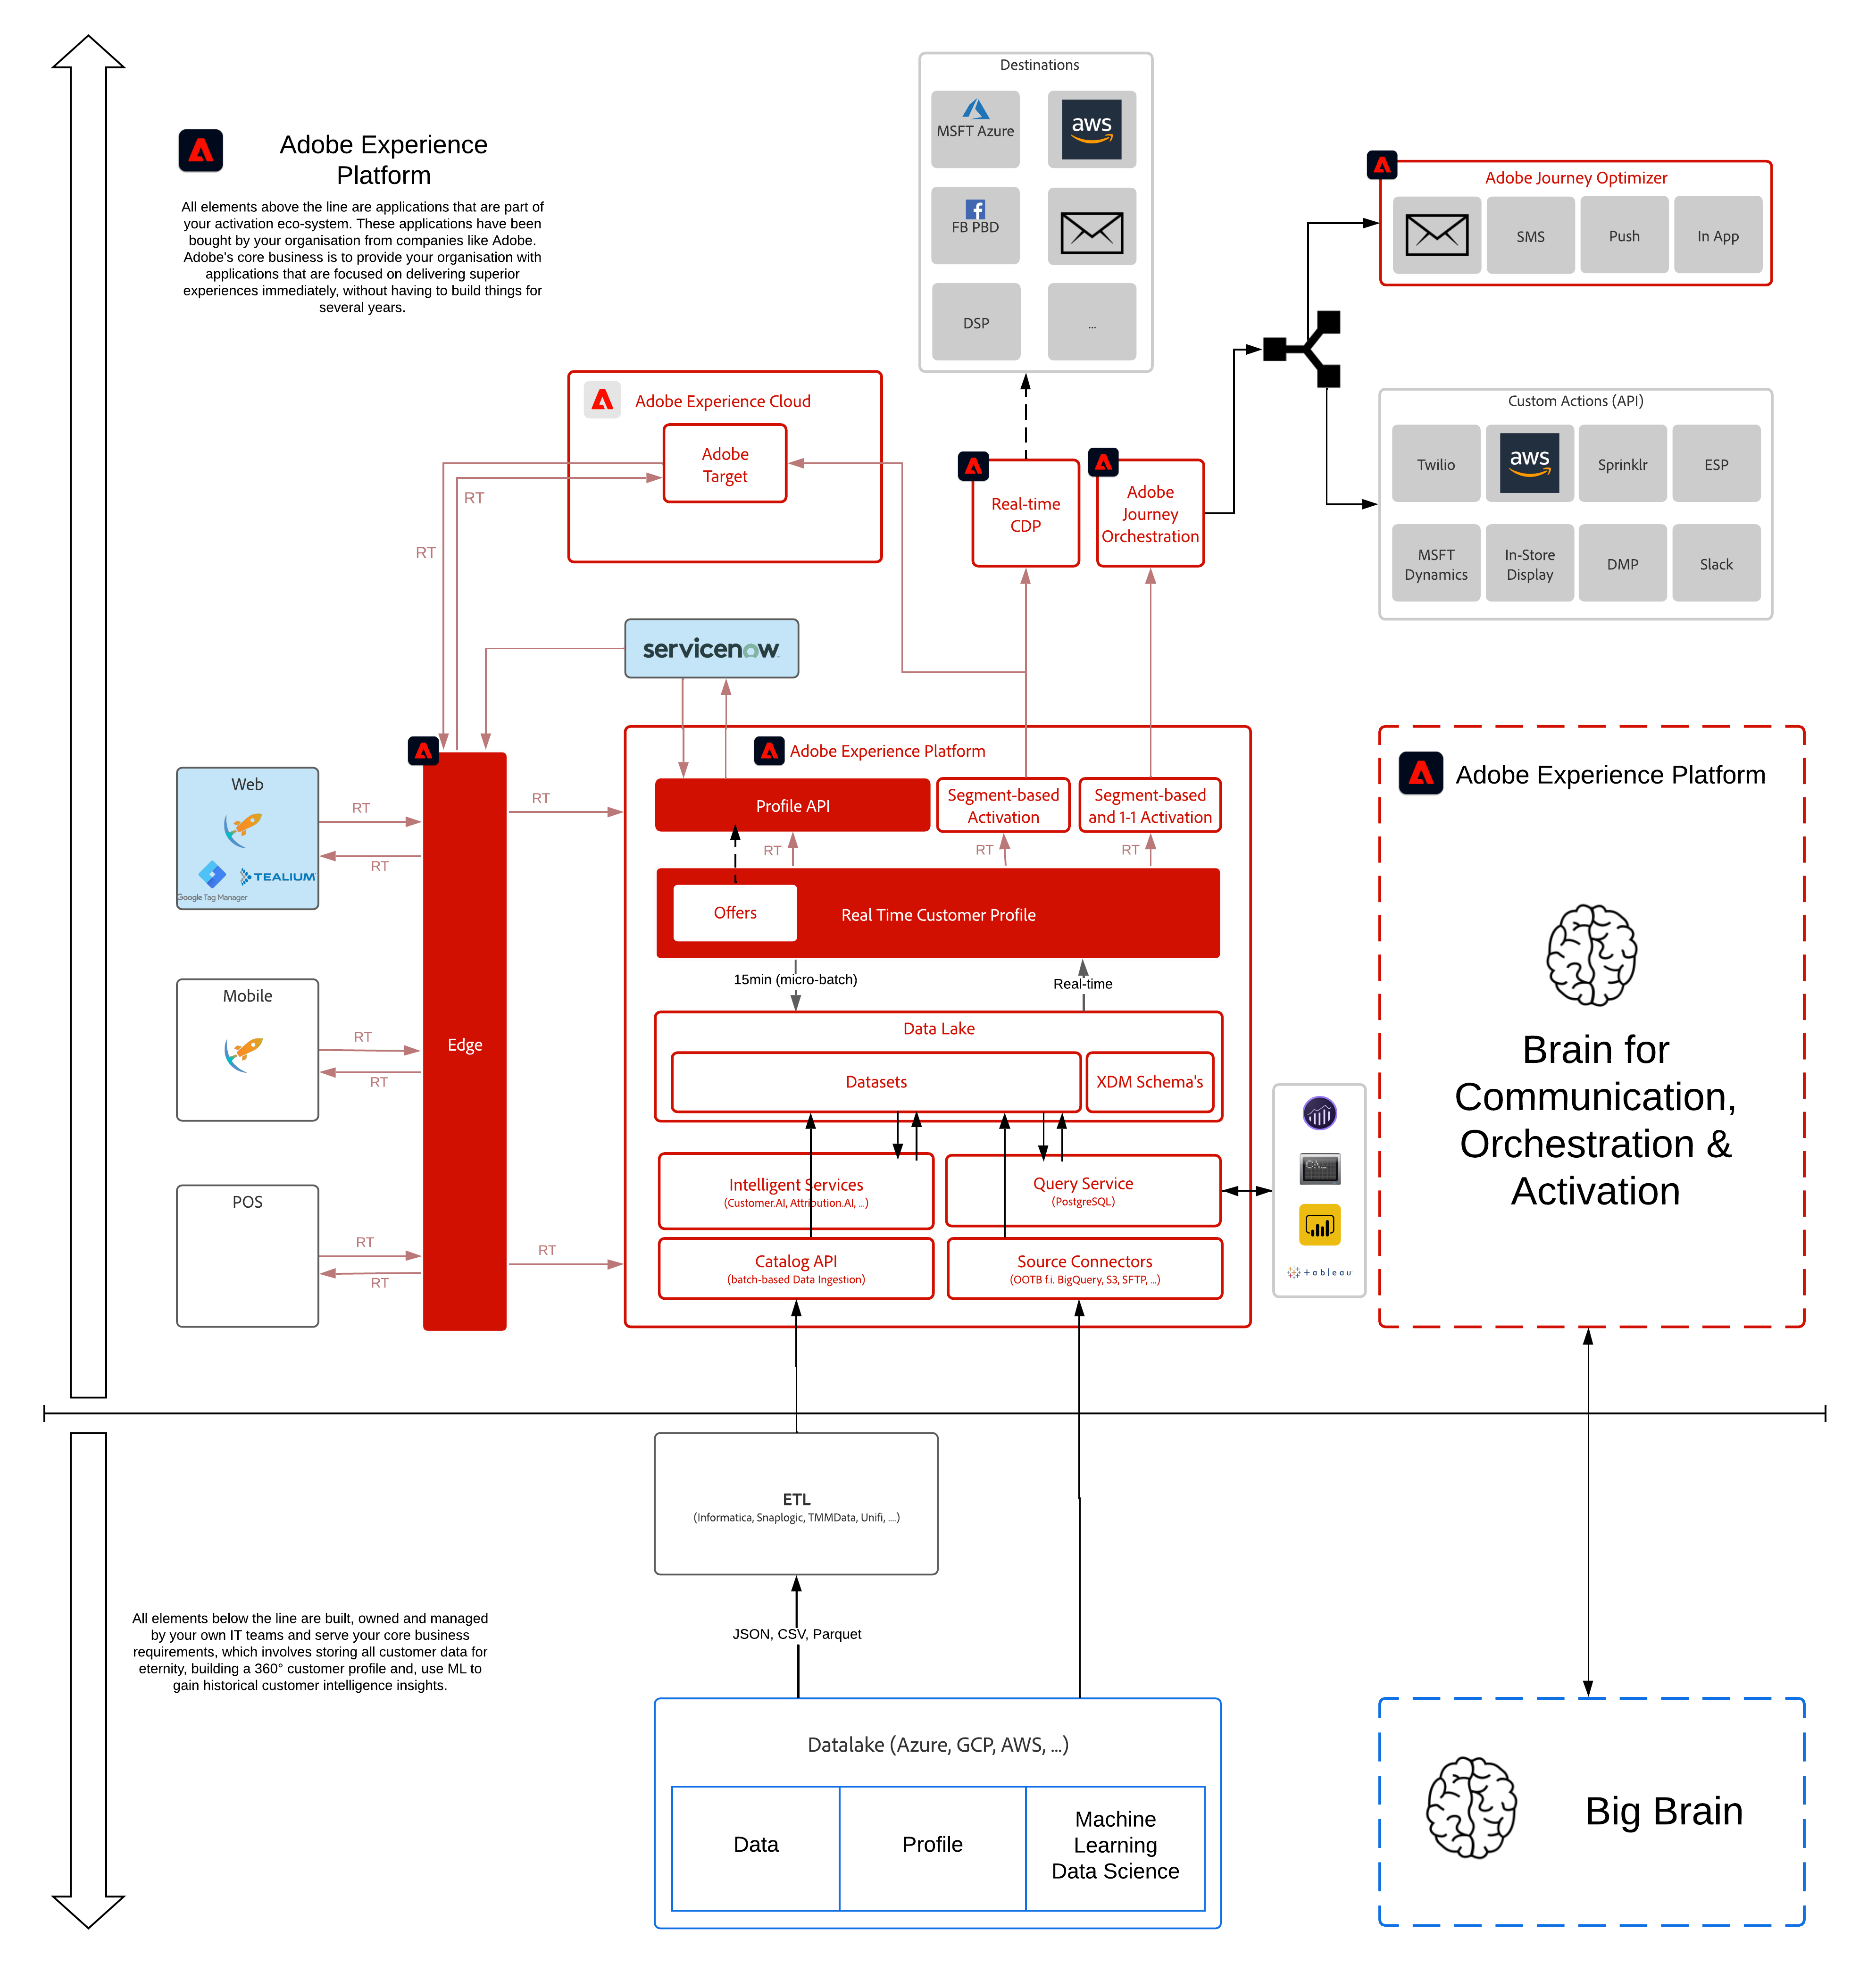 Destinations
MSFT Azure
aws
FB PBD
DSP
...
Adobe Experience
Platform
All elements above the line are applications that are part of
your activation eco-system. These applications have been
bought by your organisation from companies like Adobe.
Adobe's core business is to provide your organisation with
applications that are focused on delivering superior
experiences immediately, without having to build things for
several years.
Adobe Journey Optimizer
SMS
Push
In App
Adobe Experience Cloud
Adobe
Target
RT
RT
Real-time
CDP
Adobe
Journey
Orchestration
Custom Actions (API)
Twilio
aws
Sprinklr
ESP
MSFT
Dynamics
In-Store
Display
DMP
Slack
servicenow
Web
Google Tag Manager
TEALIUM
RT
RT
Mobile
RT
RT
POS
RT
RT
Edge
RT
RT
Adobe Experience Platform
Profile API
Segment-based
Activation
Segment-based
and 1-1 Activation
RT
RT
RT
Offers
Real Time Customer Profile
15min (micro-batch)
Real-time
Data Lake
Datasets
XDM Schema's
Intelligent Services
(Customer.AI, Attribution.AI, ...)
Query Service
(PostgreSQL)
Catalog API
(batch-based Data Ingestion)
Source Connectors
(OOTB f.i. BigQuery, S3, SFTP, ...)
+ableau
Adobe Experience Platform
Brain for
Communication,
Orchestration &
Activation
ETL
(Informatica, Snaplogic, TMMData, Unifi, ....)
JSON, CSV, Parquet
All elements below the line are built, owned and managed
by your own IT teams and serve your core business
requirements, which involves storing all customer data for
eternity, building a 360° customer profile and, use ML to
gain historical customer intelligence insights.
Datalake (Azure, GCP, AWS, ...)
Data
Profile
Machine
Learning
Data Science
Big Brain